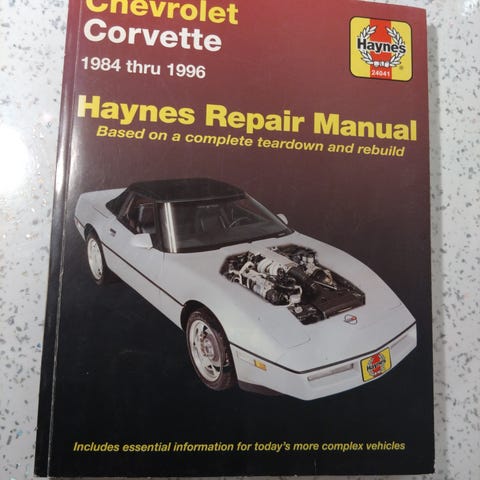 Chevrolet
Corvette
1984 thru 1996
Haynes
®
24041
Haynes Repair Manual
Based on a complete teardown and rebuild
Haynes
Includes essential information for today's more complex vehicles